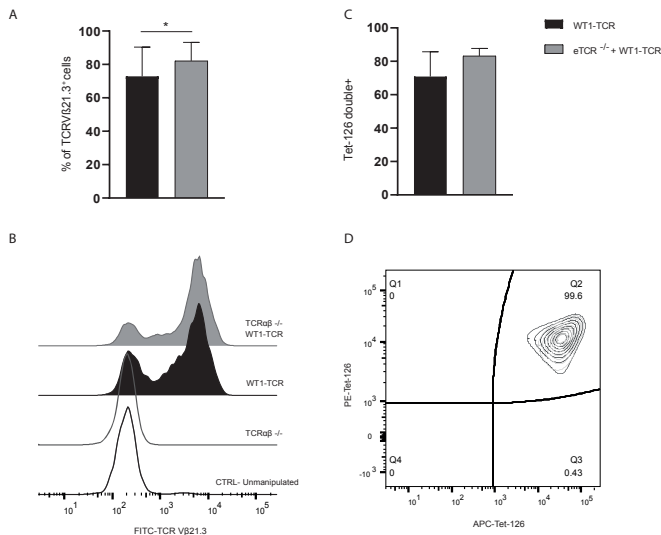 A
*
% of TCRVß21.3⁺cells
100
80
60
40
20
0
C
Tet-126 double+
100
80
60
40
20
0
WT1-TCR
eTCR ⁻/⁻ + WT1-TCR
B
TCRαβ -/-
WT1-TCR
WT1-TCR
TCRαβ -/-
CTRL- Unmanipulated
10¹ 10² 10³ 10⁴ 10⁵
FITC-TCR Vβ21.3
D
Q1
0
Q2
99.6
Q4
0
Q3
0.43
PE-Tet-126
10⁵
10⁴
10³
0
-10³
10¹ 10² 10³ 10⁴ 10⁵
APC-Tet-126